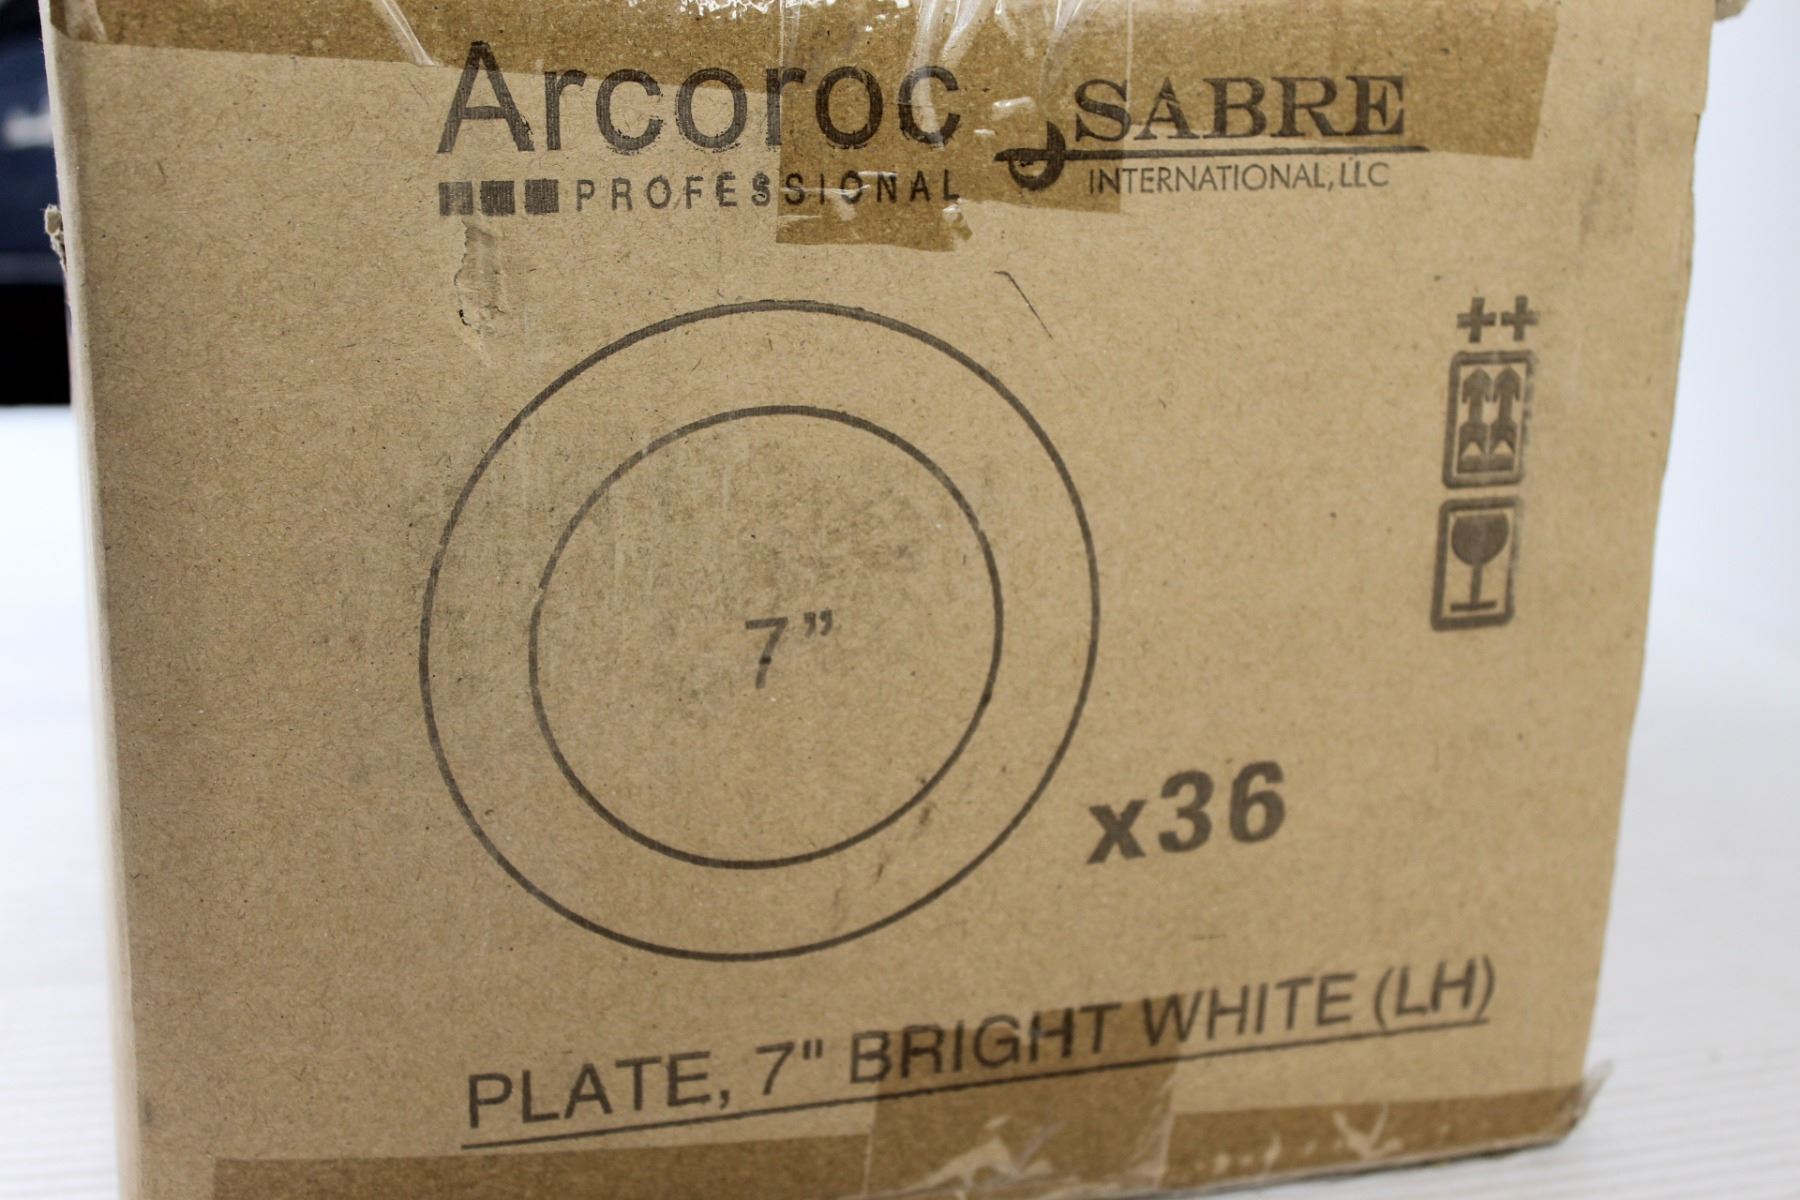 Arcoroc
PROFESSIONAL
SABRE
INTERNATIONAL, LLC
7”
x36
PLATE, 7" BRIGHT WHITE (LH)